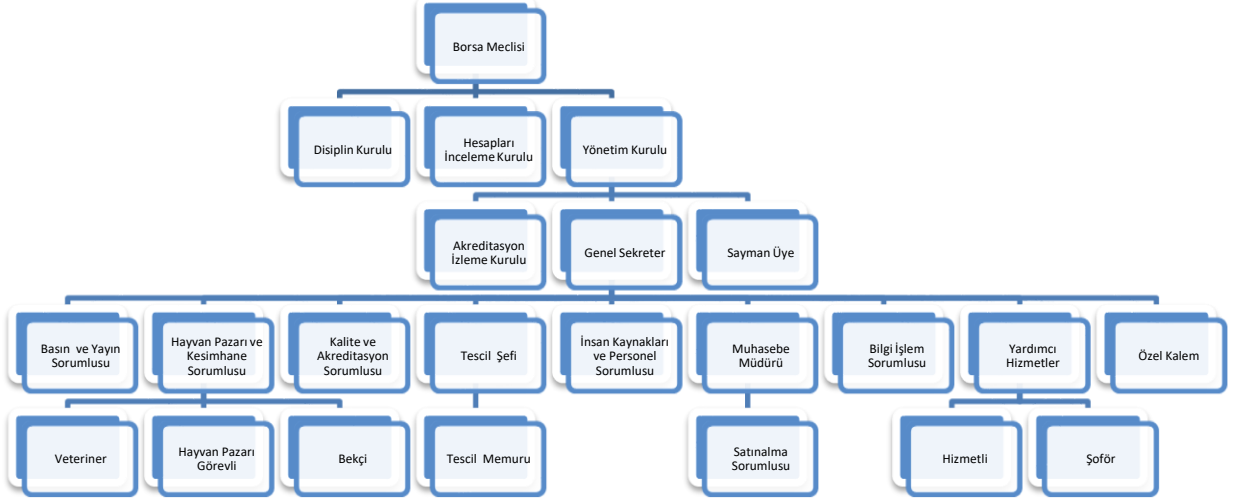 Borsa Meclisi
Disiplin Kurulu
Hesapları
İnceleme Kurulu
Yönetim Kurulu
Akreditasyon
İzleme Kurulu
Genel Sekreter
Sayman Üye
Basın ve Yayın
Sorumlusu
Hayvan Pazarı ve
Kesimhane
Sorumlusu
Kalite ve
Akreditasyon
Sorumlusu
Tescil Şefi
İnsan Kaynakları
ve Personel
Sorumlusu
Muhasebe
Müdürü
Bilgi İşlem
Sorumlusu
Yardımcı
Hizmetler
Özel Kalem
Veteriner
Hayvan Pazarı
Görevli
Bekçi
Tescil Memuru
Satınalma
Sorumlusu
Hizmetli
Şoför